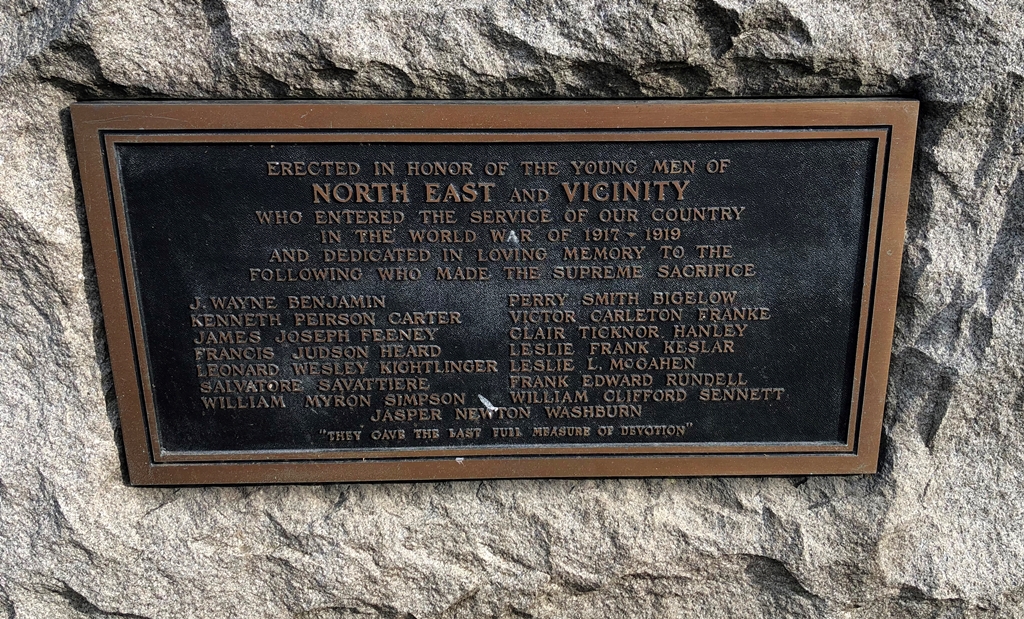 ERECTED IN HONOR OF THE YOUNG MEN OF
NORTH EAST AND VICINITY
WHO ENTERED THE SERVICE OF OUR COUNTRY
IN THE WORLD WAR OF 1917-1919
AND DEDICATED IN LOVING MEMORY TO THE
FOLLOWING WHO MADE THE SUPREME SACRIFICE
J. WAYNE BENJAMIN PERRY SMITH BIGELOW
KENNETH PEIRSON CARTER VICTOR CARLETON FRANKE
JAMES JOSEPH FEENEY CLAIR TICKNOR HANLEY
FRANCIS JUDSON HEARD LESLIE FRANK KESLAR
LEONARD WESLEY KIGHTLINGER LESLIE L. McGAHEN
SALVATORE SAVATTIERE FRANK EDWARD RUNDELL
WILLIAM MYRON SIMPSON WILLIAM CLIFFORD SENNETT
JASPER NEWTON WASHBURN
"THEY GAVE THE LAST FULL MEASURE OF DEVOTION"